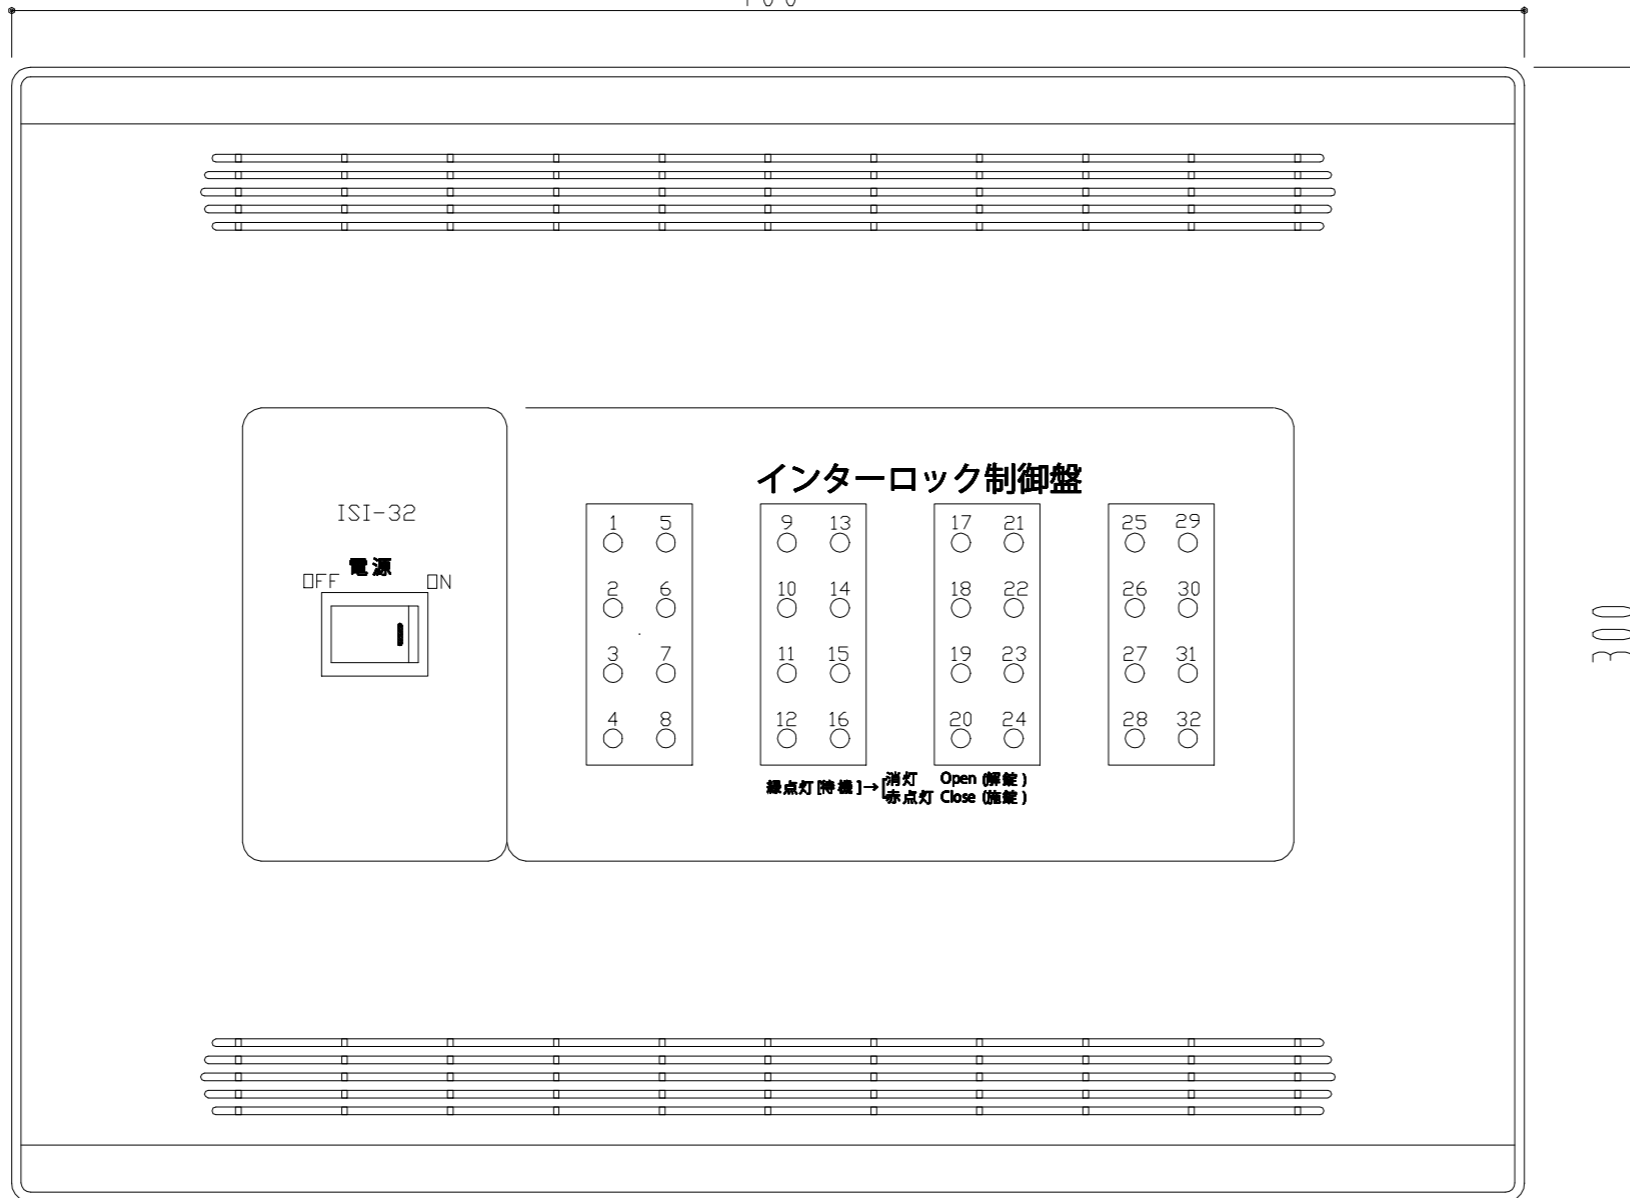 インターロック制御盤
ISI-32
電源
OFF ON
1 5 9 13 17 21 25 29
2 6 10 14 18 22 26 30
3 7 11 15 19 23 27 31
4 8 12 16 20 24 28 32
緑点灯[待機]→[消灯 Open (解錠)
赤点灯 Close (施錠)
300